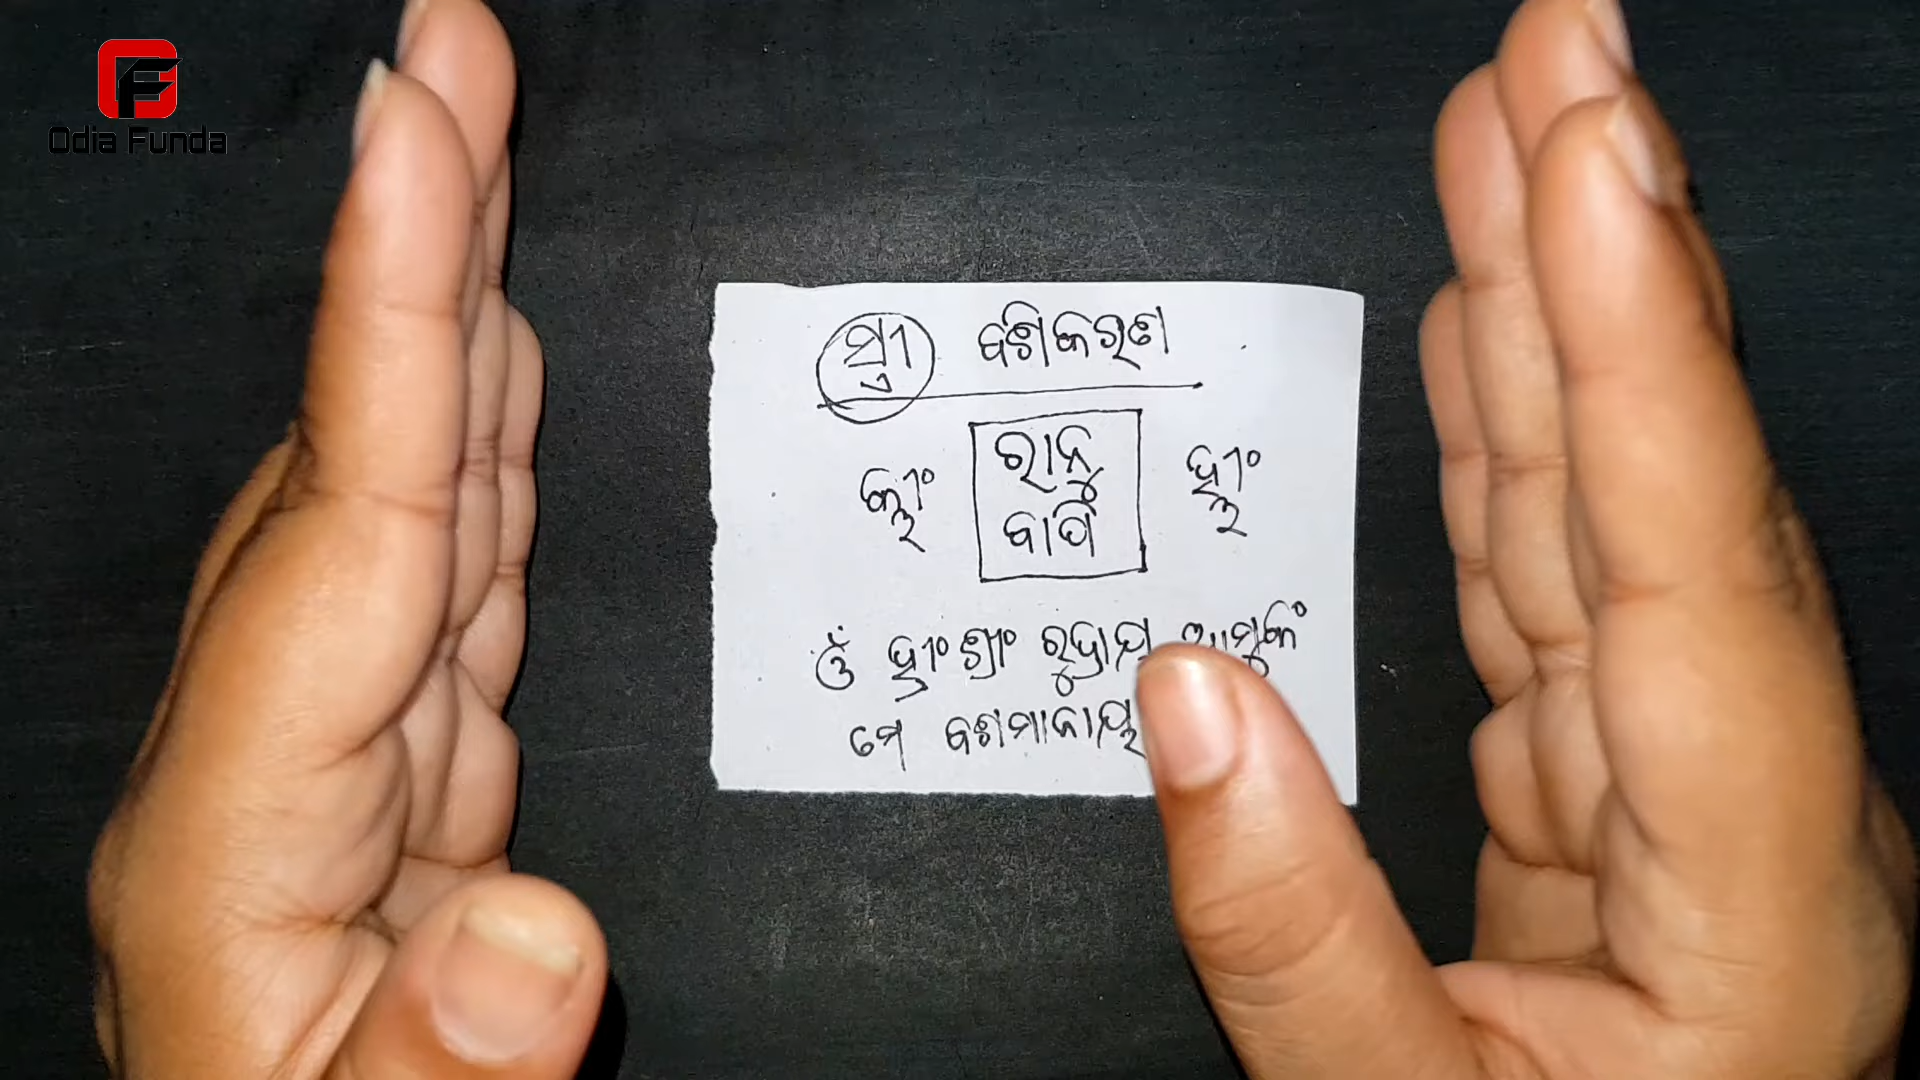 Odia Funda
ସ୍ତ୍ରୀ ବଶିକରଣ
କ୍ଲୀଂ ରାନୁ ହ୍ଲୀଂ
ବାପି
ଓଁ ହ୍ରୀଂ ଶ୍ରୀଂ ରୁଦ୍ରାୟ
ମେ ବଶମାନାୟ